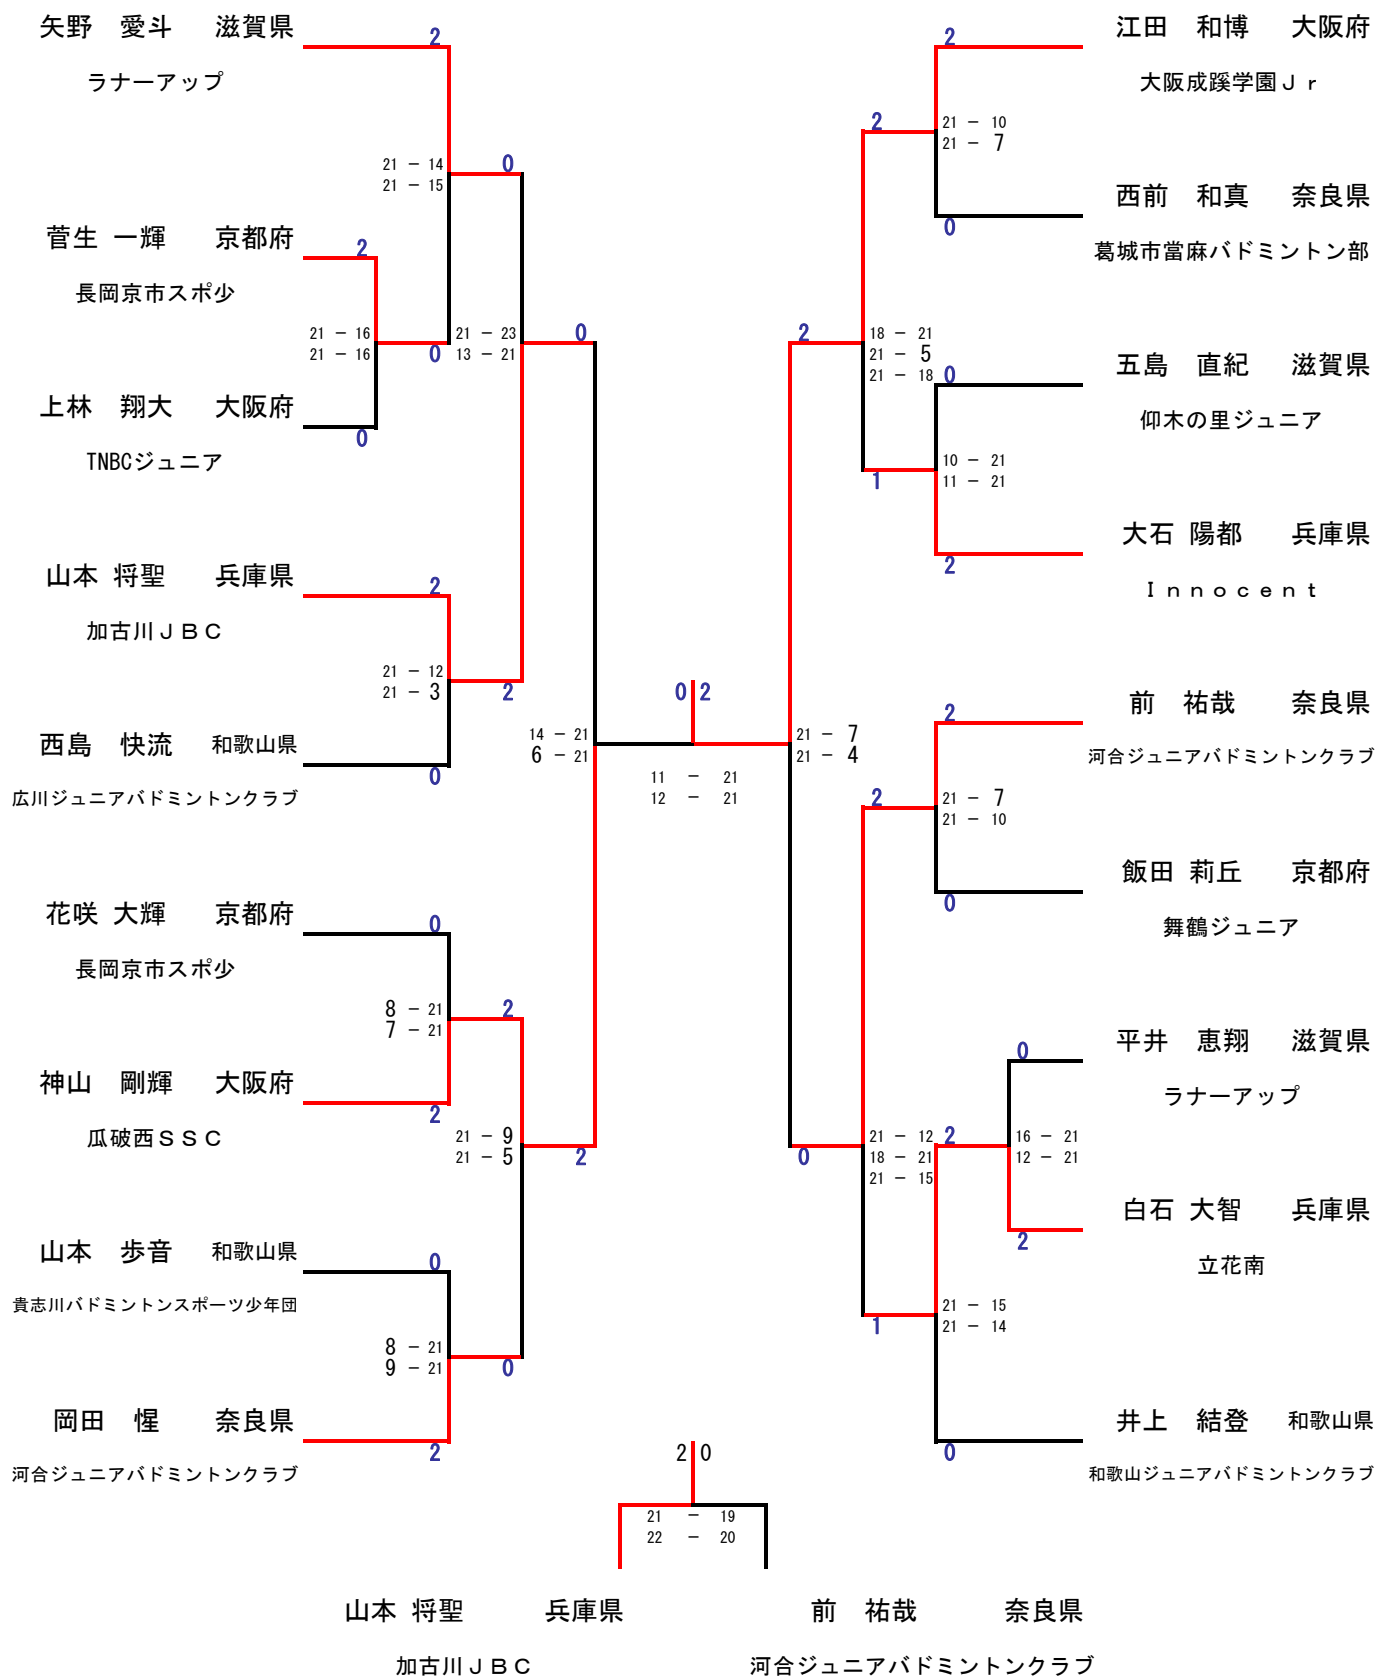 矢野　愛斗　滋賀県
ラナーアップ
2
21 － 14
21 － 15
0
菅生 一輝　京都府
長岡京市スポ少
2
21 － 16
21 － 16
0
上林　翔大　大阪府
TNBCジュニア
0
21 － 23
13 － 21
0
山本 将聖　兵庫県
加古川ＪＢＣ
2
21 － 12
21 － 3
2
西島　快流　和歌山県
広川ジュニアバドミントンクラブ
0
14 － 21
6 － 21
花咲 大輝　京都府
長岡京市スポ少
0
8 － 21
7 － 21
2
神山　剛輝　大阪府
瓜破西ＳＳＣ
2
21 － 9
21 － 5
2
山本　歩音　和歌山県
貴志川バドミントンスポーツ少年団
0
8 － 21
9 － 21
0
岡田　惺　奈良県
河合ジュニアバドミントンクラブ
2
0 2
11 － 21
12 － 21
江田　和博　大阪府
大阪成蹊学園Ｊｒ
2
2
21 － 10
21 － 7
西前　和真　奈良県
葛城市當麻バドミントン部
0
2
18 － 21
21 － 5
21 － 18
五島　直紀　滋賀県
仰木の里ジュニア
0
10 － 21
11 － 21
1
大石 陽都　兵庫県
Ｉｎｎｏｃｅｎｔ
2
21 － 7
21 － 4
前　祐哉　奈良県
河合ジュニアバドミントンクラブ
2
2
21 － 7
21 － 10
飯田 莉丘　京都府
舞鶴ジュニア
0
平井　恵翔　滋賀県
ラナーアップ
0
0
21 － 12
18 － 21
21 － 15
2
16 － 21
12 － 21
白石 大智　兵庫県
立花南
2
1
21 － 15
21 － 14
井上　結登　和歌山県
和歌山ジュニアバドミントンクラブ
0
2 0
21 － 19
22 － 20
山本 将聖　兵庫県
加古川ＪＢＣ
前　祐哉　奈良県
河合ジュニアバドミントンクラブ